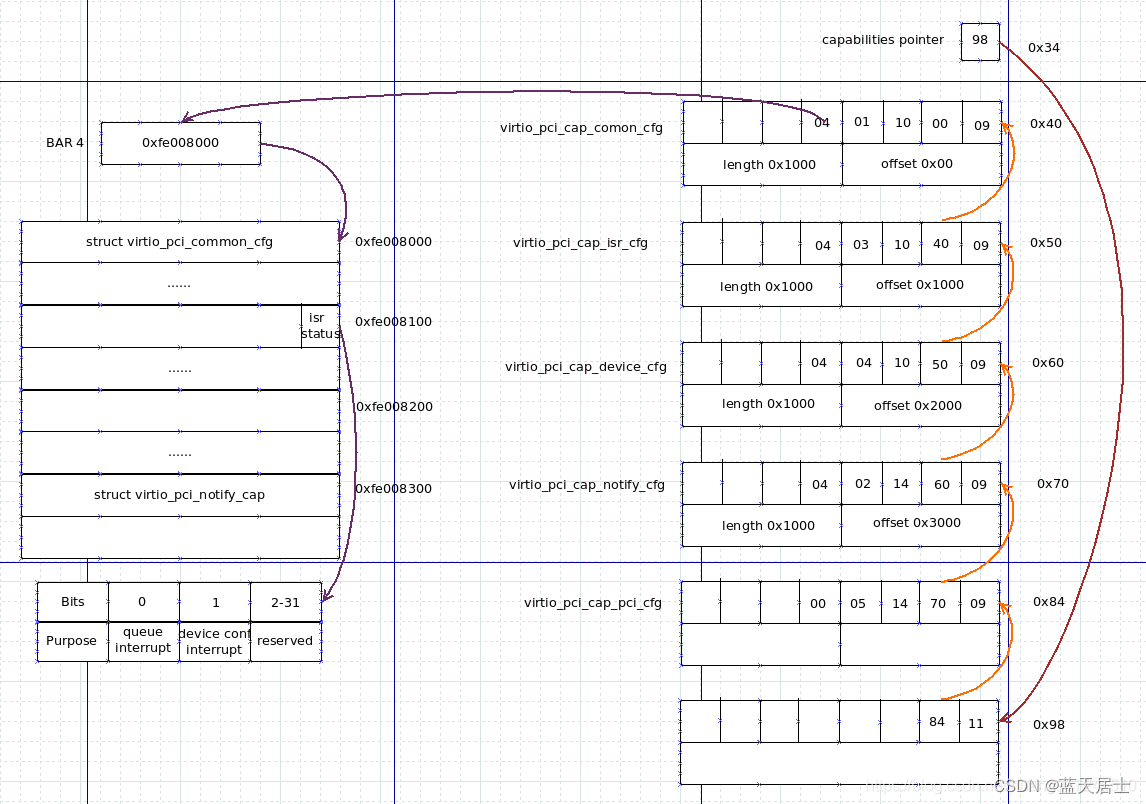 capabilities pointer
98
0x34
BAR 4
0xfe008000
virtio_pci_cap_comon_cfg
04
01
10
00
09
0x40
length 0x1000
offset 0x00
struct virtio_pci_common_cfg
0xfe008000
......
isr
status
0xfe008100
......
0xfe008200
......
struct virtio_pci_notify_cap
0xfe008300
virtio_pci_cap_isr_cfg
04
03
10
40
09
0x50
length 0x1000
offset 0x1000
virtio_pci_cap_device_cfg
04
04
10
50
09
0x60
length 0x1000
offset 0x2000
virtio_pci_cap_notify_cfg
04
02
14
60
09
0x70
length 0x1000
offset 0x3000
virtio_pci_cap_pci_cfg
00
05
14
70
09
0x84
Bits
0
1
2-31
Purpose
queue
interrupt
device conf
interrupt
reserved
84
11
0x98
CSDN @蓝天居士